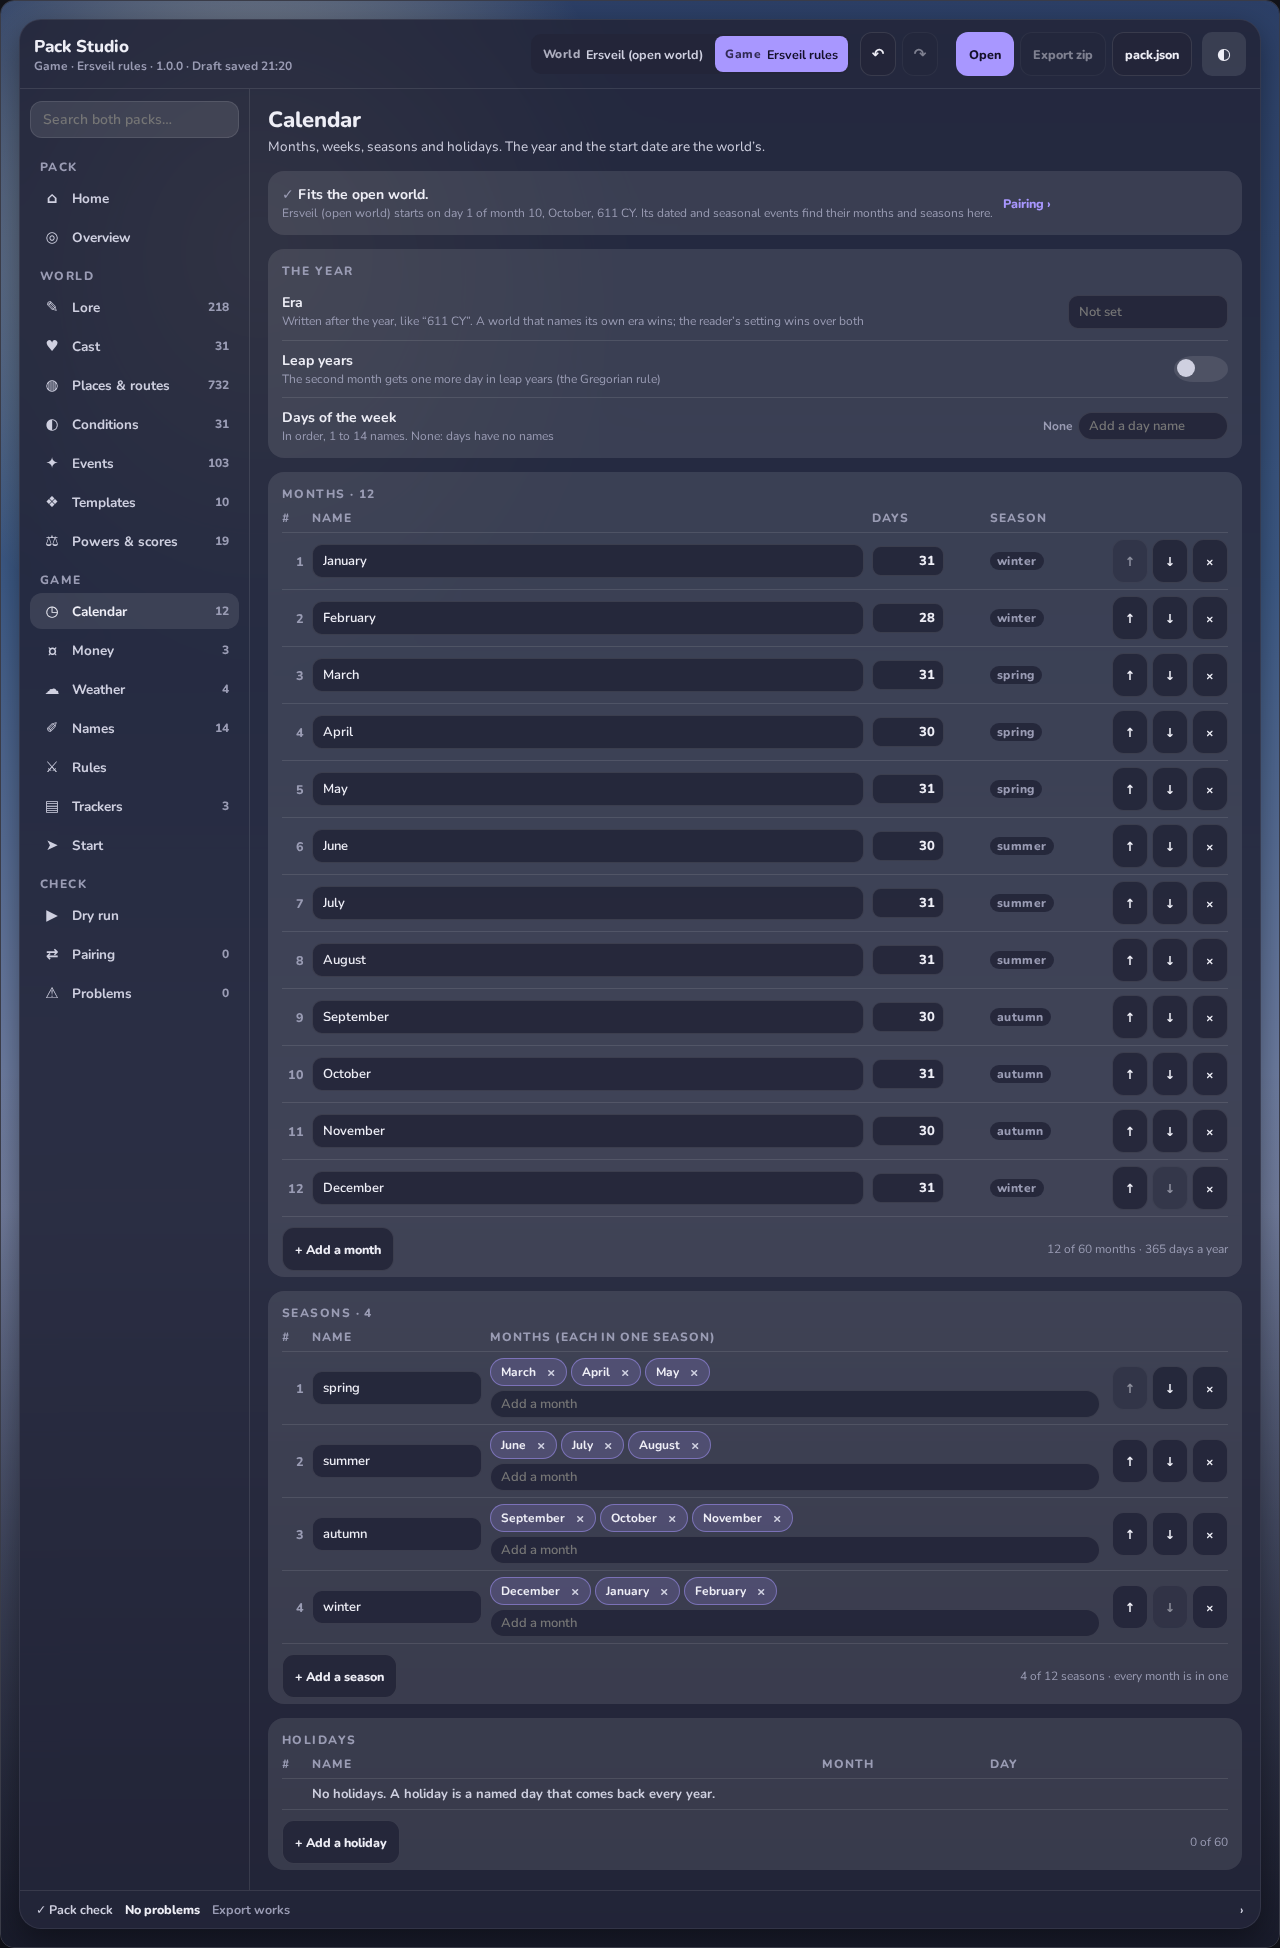 Pack Studio
Game · Ersveil rules · 1.0.0 · Draft saved 21:20
World Ersveil (open world)
Game Ersveil rules
↶
↷
Open
Export zip
pack.json
Search both packs...
PACK
Home
Overview
WORLD
Lore 218
Cast 31
Places & routes 732
Conditions 31
Events 103
Templates 10
Powers & scores 19
GAME
Calendar 12
Money 3
Weather 4
Names 14
Rules
Trackers 3
Start
CHECK
Dry run
Pairing 0
Problems 0
Calendar
Months, weeks, seasons and holidays. The year and the start date are the world's.
✓ Fits the open world.
Ersveil (open world) starts on day 1 of month 10, October, 611 CY. Its dated and seasonal events find their months and seasons here.
Pairing ›
THE YEAR
Era
Written after the year, like “611 CY”. A world that names its own era wins; the reader's setting wins over both
Not set
Leap years
The second month gets one more day in leap years (the Gregorian rule)
Days of the week
In order, 1 to 14 names. None: days have no names
None
Add a day name
MONTHS · 12
# NAME DAYS SEASON
1 January 31 winter ↑ ↓ ×
2 February 28 winter ↑ ↓ ×
3 March 31 spring ↑ ↓ ×
4 April 30 spring ↑ ↓ ×
5 May 31 spring ↑ ↓ ×
6 June 30 summer ↑ ↓ ×
7 July 31 summer ↑ ↓ ×
8 August 31 summer ↑ ↓ ×
9 September 30 autumn ↑ ↓ ×
10 October 31 autumn ↑ ↓ ×
11 November 30 autumn ↑ ↓ ×
12 December 31 winter ↑ ↓ ×
+ Add a month
12 of 60 months · 365 days a year
SEASONS · 4
# NAME MONTHS (EACH IN ONE SEASON)
1 spring March × April × May × ↑ ↓ ×
Add a month
2 summer June × July × August × ↑ ↓ ×
Add a month
3 autumn September × October × November × ↑ ↓ ×
Add a month
4 winter December × January × February × ↑ ↓ ×
Add a month
+ Add a season
4 of 12 seasons · every month is in one
HOLIDAYS
# NAME MONTH DAY
No holidays. A holiday is a named day that comes back every year.
+ Add a holiday
0 of 60
✓ Pack check No problems Export works ›